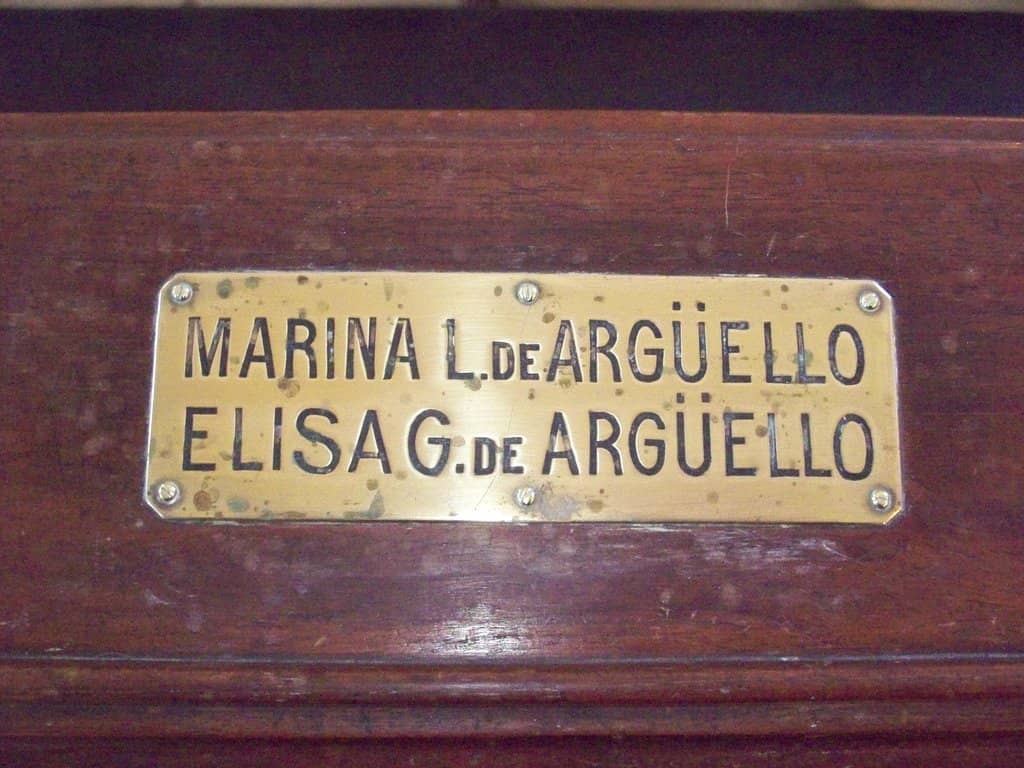 MARINA L. DE ARGÜELLO
ELISA G. DE ARGÜELLO